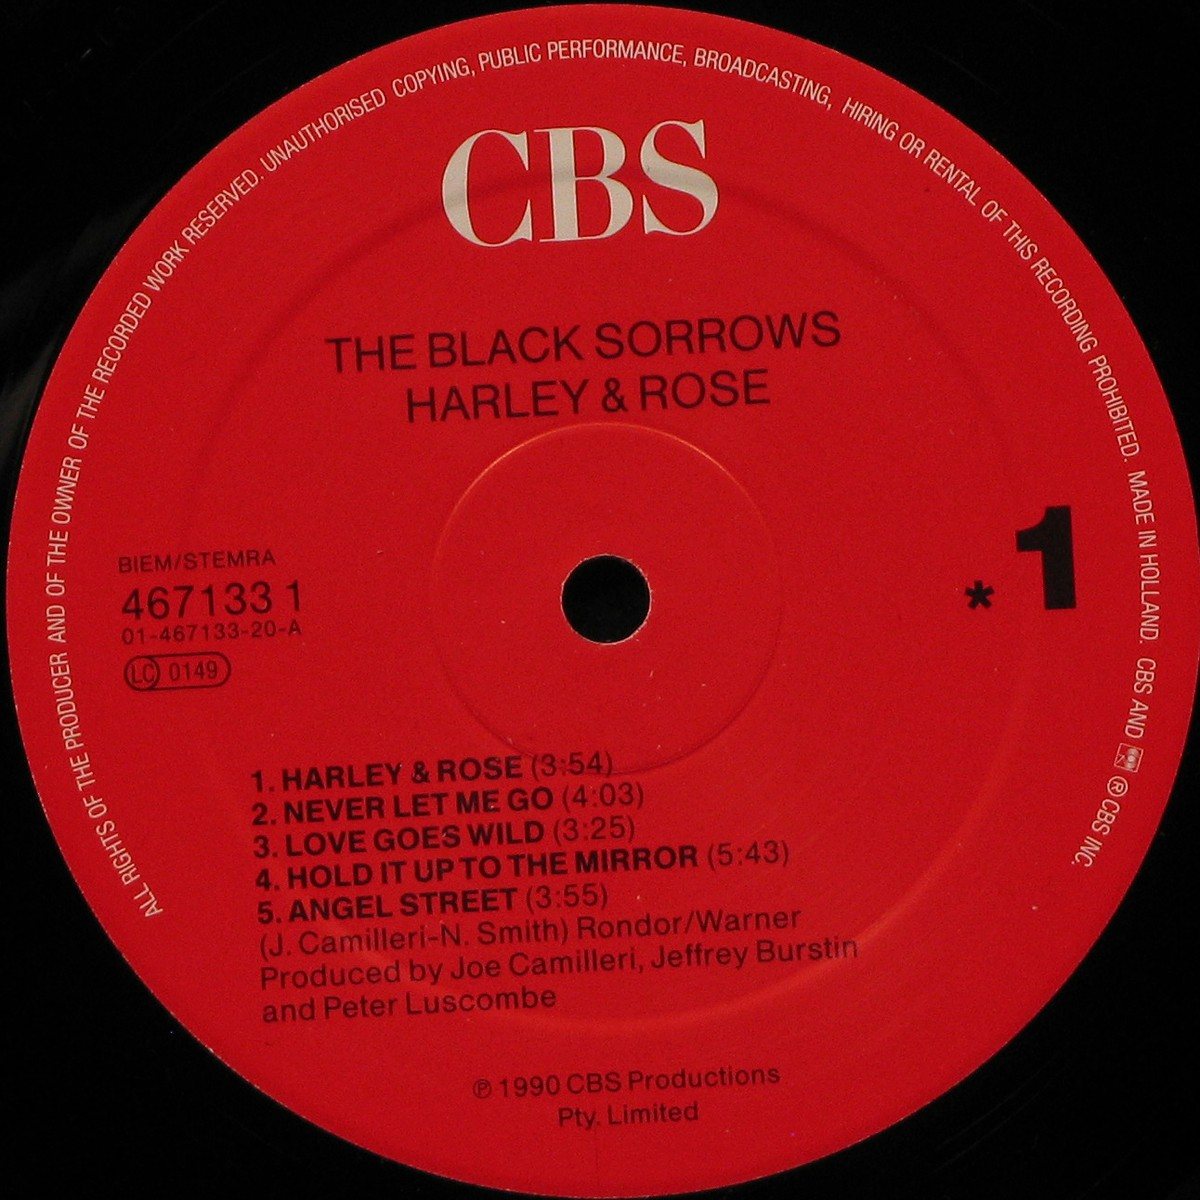 ALL RIGHTS OF THE PRODUCER AND OF THE OWNER OF THE RECORDED WORK RESERVED. UNAUTHORISED COPYING, PUBLIC PERFORMANCE, BROADCASTING, HIRING OR RENTAL OF THIS RECORDING PROHIBITED. MADE IN HOLLAND. CBS AND ® CBS INC.
CBS
THE BLACK SORROWS
HARLEY & ROSE
BIEM/STEMRA
467133 1
01-467133-20-A
LC 0149
* 1
1. HARLEY & ROSE (3:54)
2. NEVER LET ME GO (4:03)
3. LOVE GOES WILD (3:25)
4. HOLD IT UP TO THE MIRROR (5:43)
5. ANGEL STREET (3:55)
(J. Camilleri-N. Smith) Rondor/Warner
Produced by Joe Camilleri, Jeffrey Burstin
and Peter Luscombe
℗ 1990 CBS Productions
Pty. Limited